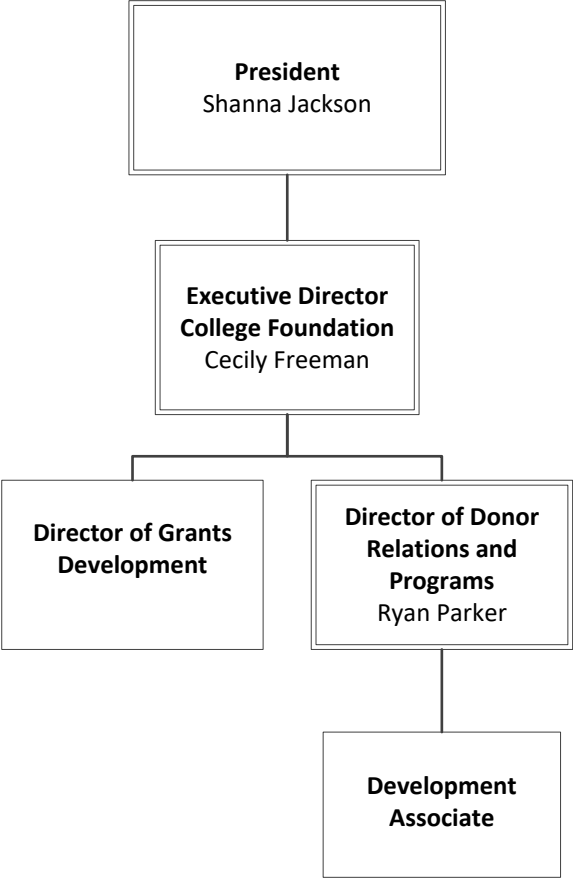 President
Shanna Jackson
Executive Director
College Foundation
Cecily Freeman
Director of Grants
Development
Director of Donor
Relations and
Programs
Ryan Parker
Development
Associate